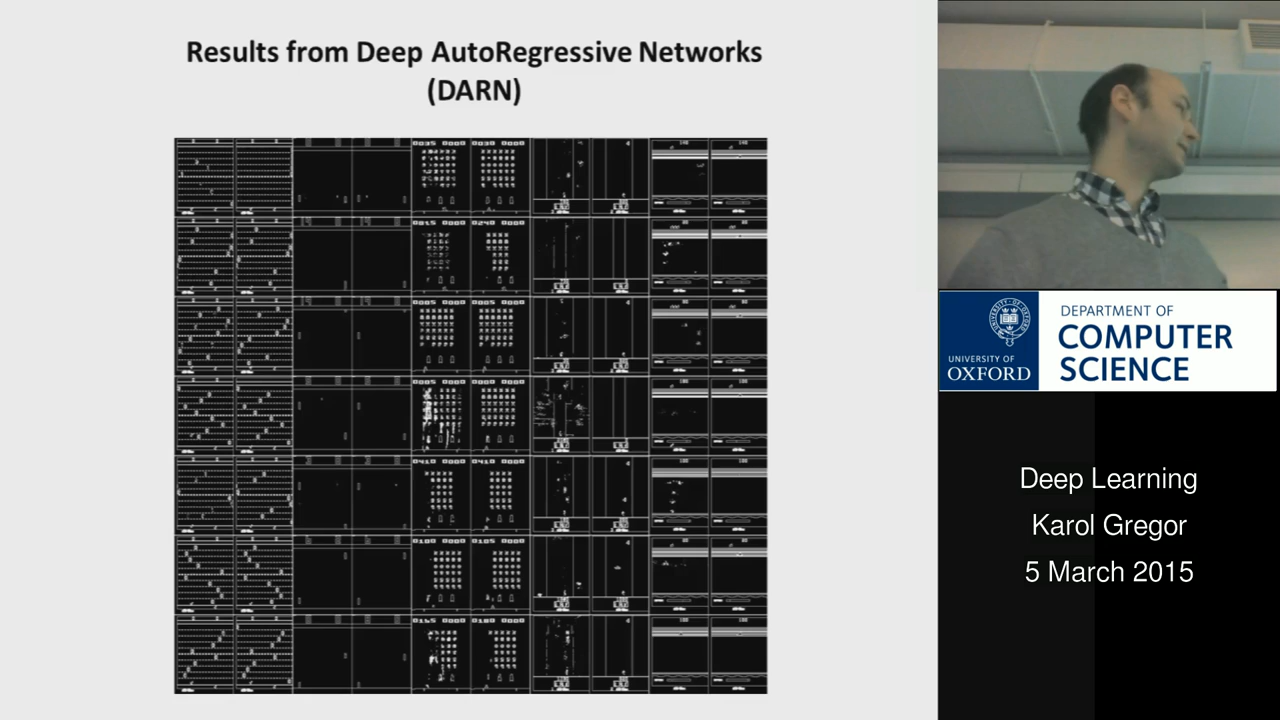 Results from Deep AutoRegressive Networks
(DARN)
UNIVERSITY OF
OXFORD
DEPARTMENT OF
COMPUTER
SCIENCE
Deep Learning
Karol Gregor
5 March 2015